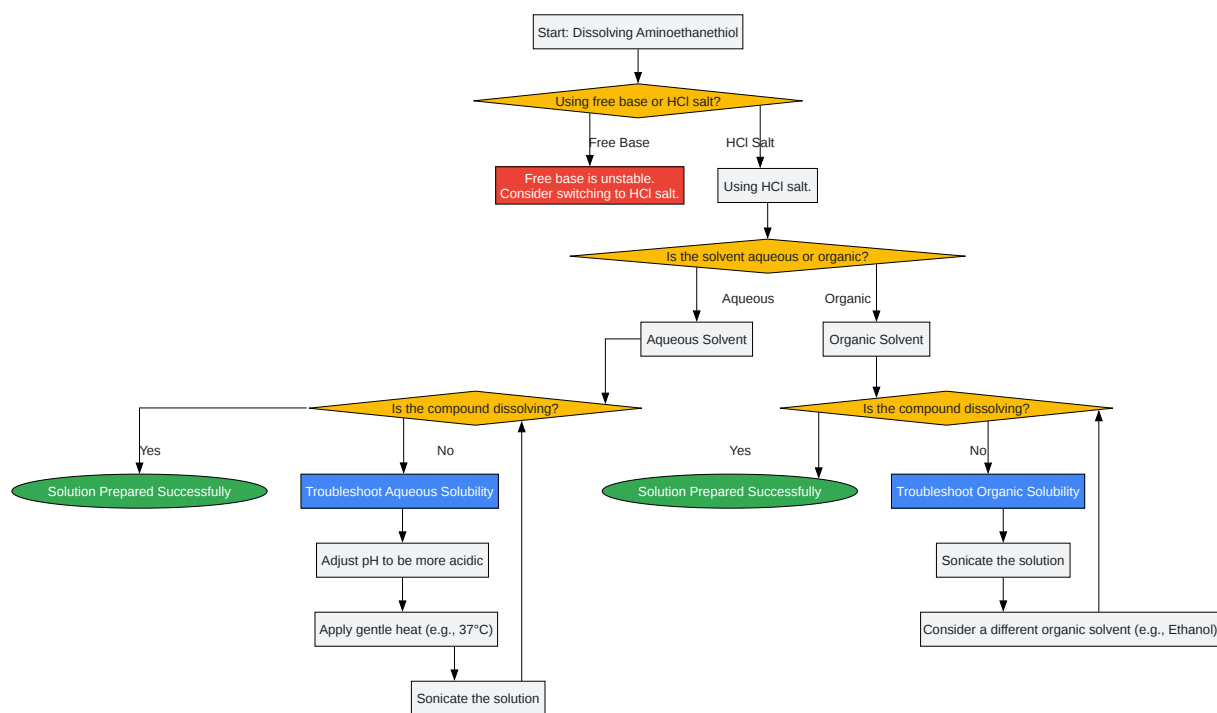 Start: Dissolving Aminoethanethiol
Using free base or HCl salt?
Free Base
HCl Salt
Free base is unstable.
Consider switching to HCl salt.
Using HCl salt.
Is the solvent aqueous or organic?
Aqueous
Organic
Aqueous Solvent
Organic Solvent
Is the compound dissolving?
Is the compound dissolving?
Yes
No
Yes
No
Solution Prepared Successfully
Troubleshoot Aqueous Solubility
Solution Prepared Successfully
Troubleshoot Organic Solubility
Adjust pH to be more acidic
Sonicate the solution
Apply gentle heat (e.g., 37°C)
Consider a different organic solvent (e.g., Ethanol)
Sonicate the solution